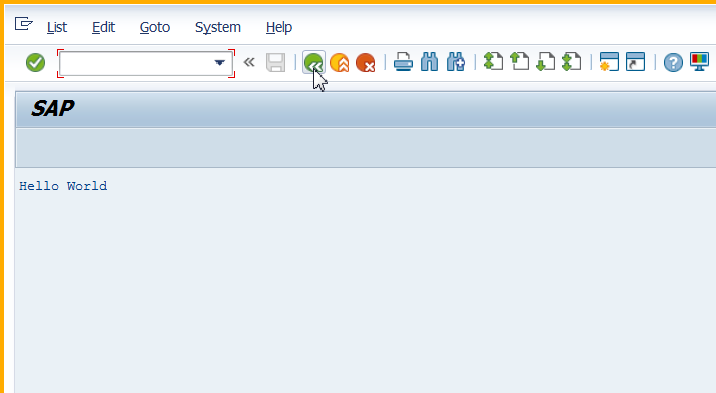 List Edit Goto System Help
SAP
Hello World